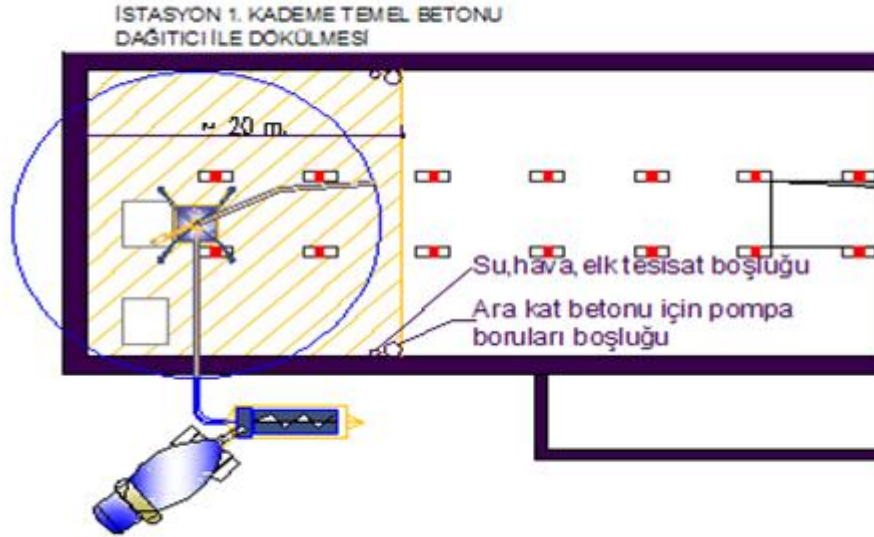 İSTASYON 1. KADEME TEMEL BETONU
DAĞITICI İLE DÖKÜLMESİ
~ 20 m.
Su,hava,elk tesisat boşluğu
Ara kat betonu için pompa
boruları boşluğu